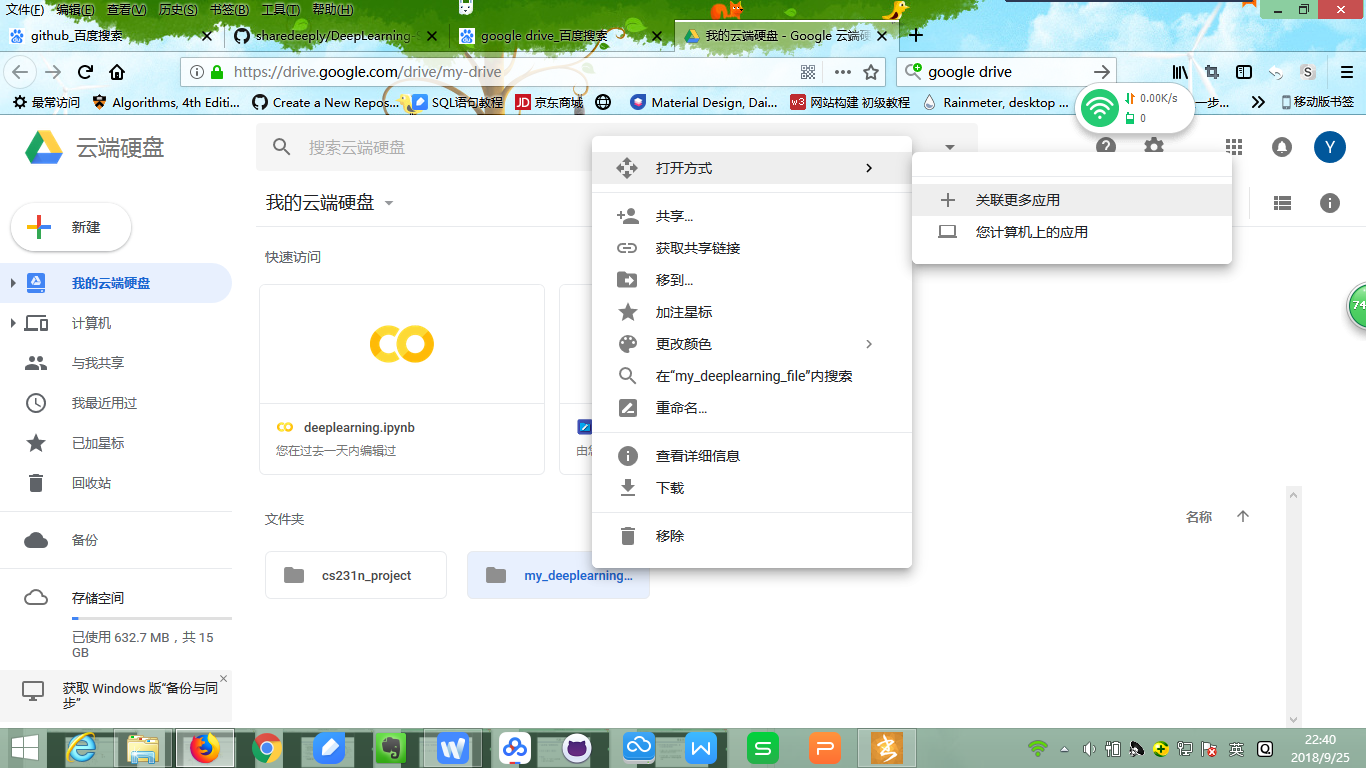 文件(F) 编辑(E) 查看(V) 历史(S) 书签(B) 工具(T) 帮助(H)
github_百度搜索
sharedeeply/DeepLearning-
google drive_百度搜索
我的云端硬盘 - Google 云端硬
https://drive.google.com/drive/my-drive
google drive
最常访问
Algorithms, 4th Editi...
Create a New Repos...
SQL语句教程
京东商城
Material Design, Dai...
网站构建 初级教程
Rainmeter, desktop ...
一步...
移动版书签
0.00K/s
0
云端硬盘
搜索云端硬盘
Y
新建
我的云端硬盘
计算机
与我共享
我最近用过
已加星标
回收站
备份
存储空间
已使用 632.7 MB，共 15
GB
获取 Windows 版“备份与同
步”
我的云端硬盘
快速访问
deeplearning.ipynb
您在过去一天内编辑过
文件夹
名称
cs231n_project
my_deeplearning...
打开方式
共享...
获取共享链接
移到...
加注星标
更改颜色
在“my_deeplearning_file”内搜索
重命名...
查看详细信息
下载
移除
关联更多应用
您计算机上的应用
74
英
22:40
2018/9/25